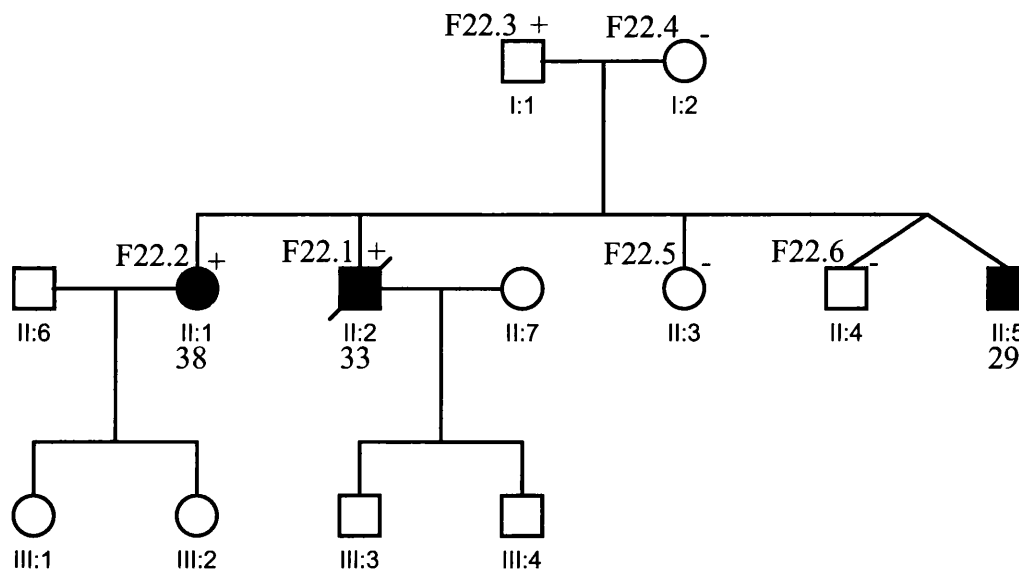 F22.3 + F22.4 -
I:1 I:2
F22.2 + F22.1 + F22.5 - F22.6 -
II:6 II:1 II:2 II:7 II:3 II:4 II:5
38 33 29
III:1 III:2 III:3 III:4